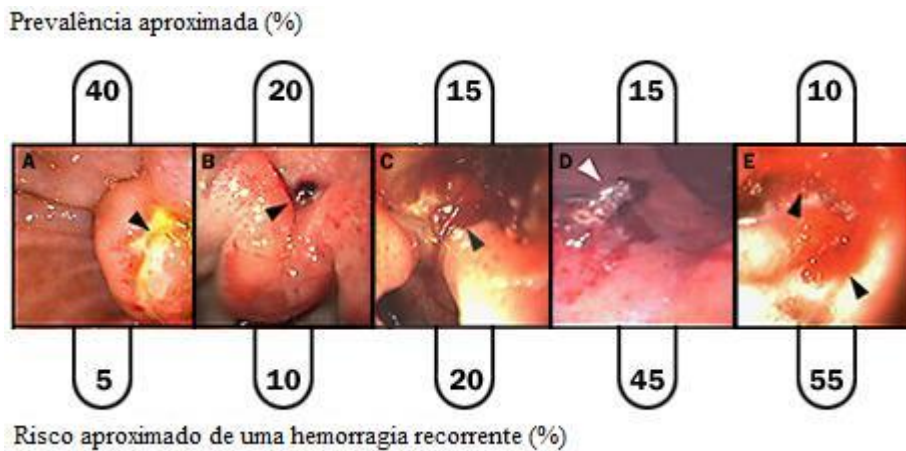 Prevalência aproximada (%)
40 20 15 15 10
A B C D E
5 10 20 45 55
Risco aproximado de uma hemorragia recorrente (%)